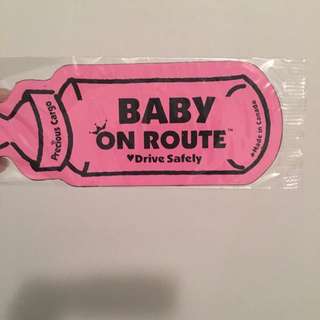 Precious Cargo
BABY
ON ROUTE™
♥Drive Safely
★Made in Canada